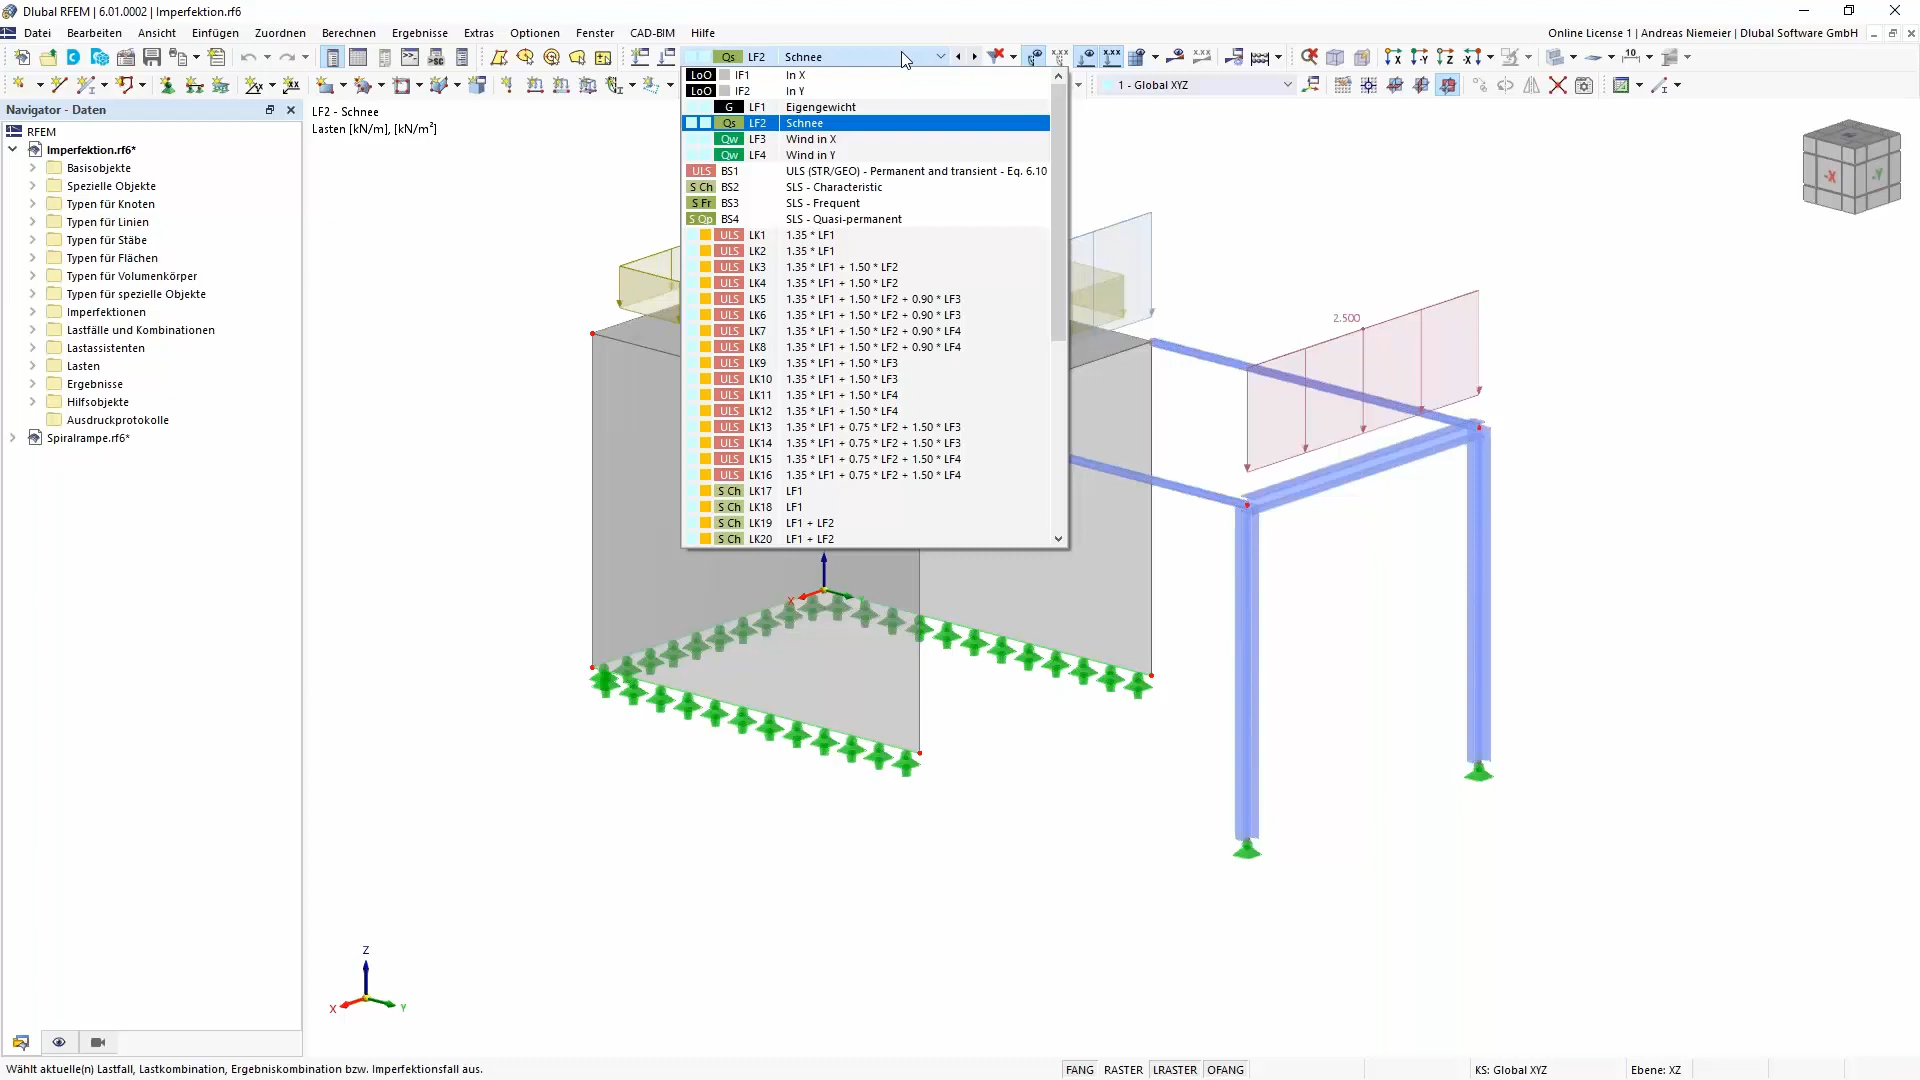 Dlubal RFEM | 6.01.0002 | Imperfektion.rf6
Datei Bearbeiten Ansicht Einfügen Zuordnen Berechnen Ergebnisse Extras Optionen Fenster CAD-BIM Hilfe
Online License 1 | Andreas Niemeier | Dlubal Software GmbH
Qs LF2 Schnee
1 - Global XYZ
Navigator - Daten
RFEM
Imperfektion.rf6*
Basisobjekte
Spezielle Objekte
Typen für Knoten
Typen für Linien
Typen für Stäbe
Typen für Flächen
Typen für Volumenkörper
Typen für spezielle Objekte
Imperfektionen
Lastfälle und Kombinationen
Lastassistenten
Lasten
Ergebnisse
Hilfsobjekte
Ausdruckprotokolle
Spiralrampe.rf6*
LF2 - Schnee
Lasten [kN/m], [kN/m²]
LoO IF1 In X
LoO IF2 In Y
G LF1 Eigengewicht
Qs LF2 Schnee
Qw LF3 Wind in X
Qw LF4 Wind in Y
ULS BS1 ULS (STR/GEO) - Permanent and transient - Eq. 6.10
S Ch BS2 SLS - Characteristic
S Fr BS3 SLS - Frequent
S Qp BS4 SLS - Quasi-permanent
ULS LK1 1.35 * LF1
ULS LK2 1.35 * LF1
ULS LK3 1.35 * LF1 + 1.50 * LF2
ULS LK4 1.35 * LF1 + 1.50 * LF2
ULS LK5 1.35 * LF1 + 1.50 * LF2 + 0.90 * LF3
ULS LK6 1.35 * LF1 + 1.50 * LF2 + 0.90 * LF3
ULS LK7 1.35 * LF1 + 1.50 * LF2 + 0.90 * LF4
ULS LK8 1.35 * LF1 + 1.50 * LF2 + 0.90 * LF4
ULS LK9 1.35 * LF1 + 1.50 * LF3
ULS LK10 1.35 * LF1 + 1.50 * LF3
ULS LK11 1.35 * LF1 + 1.50 * LF4
ULS LK12 1.35 * LF1 + 1.50 * LF4
ULS LK13 1.35 * LF1 + 0.75 * LF2 + 1.50 * LF3
ULS LK14 1.35 * LF1 + 0.75 * LF2 + 1.50 * LF3
ULS LK15 1.35 * LF1 + 0.75 * LF2 + 1.50 * LF4
ULS LK16 1.35 * LF1 + 0.75 * LF2 + 1.50 * LF4
S Ch LK17 LF1
S Ch LK18 LF1
S Ch LK19 LF1 + LF2
S Ch LK20 LF1 + LF2
2.500
-X -Y
X
Z
X Y
Wählt aktuelle(n) Lastfall, Lastkombination, Ergebniskombination bzw. Imperfektionsfall aus.
FANG RASTER LRASTER OFANG
KS: Global XYZ
Ebene: XZ